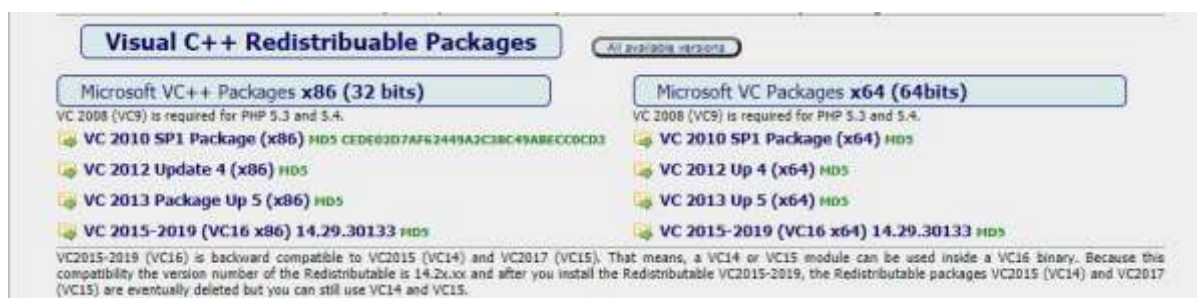 Visual C++ Redistribuable Packages
All available versions
Microsoft VC++ Packages x86 (32 bits)
VC 2008 (VC9) is required for PHP 5.3 and 5.4.
VC 2010 SP1 Package (x86) MD5
VC 2012 Update 4 (x86) MD5
VC 2013 Package Up 5 (x86) MD5
VC 2015-2019 (VC16 x86) 14.29.30133 MD5
Microsoft VC Packages x64 (64bits)
VC 2008 (VC9) is required for PHP 5.3 and 5.4.
VC 2010 SP1 Package (x64) MD5
VC 2012 Up 4 (x64) MD5
VC 2013 Up 5 (x64) MD5
VC 2015-2019 (VC16 x64) 14.29.30133 MD5
VC2015-2019 (VC16) is backward compatible to VC2015 (VC14) and VC2017 (VC15). That means, a VC14 or VC15 module can be used inside a VC16 binary. Because this
compatibility the version number of the Redistributable is 14.2x.xx and after you install the Redistributable VC2015-2019, the Redistributable packages VC2015 (VC14) and VC2017
(VC15) are eventually deleted but you can still use VC14 and VC15.